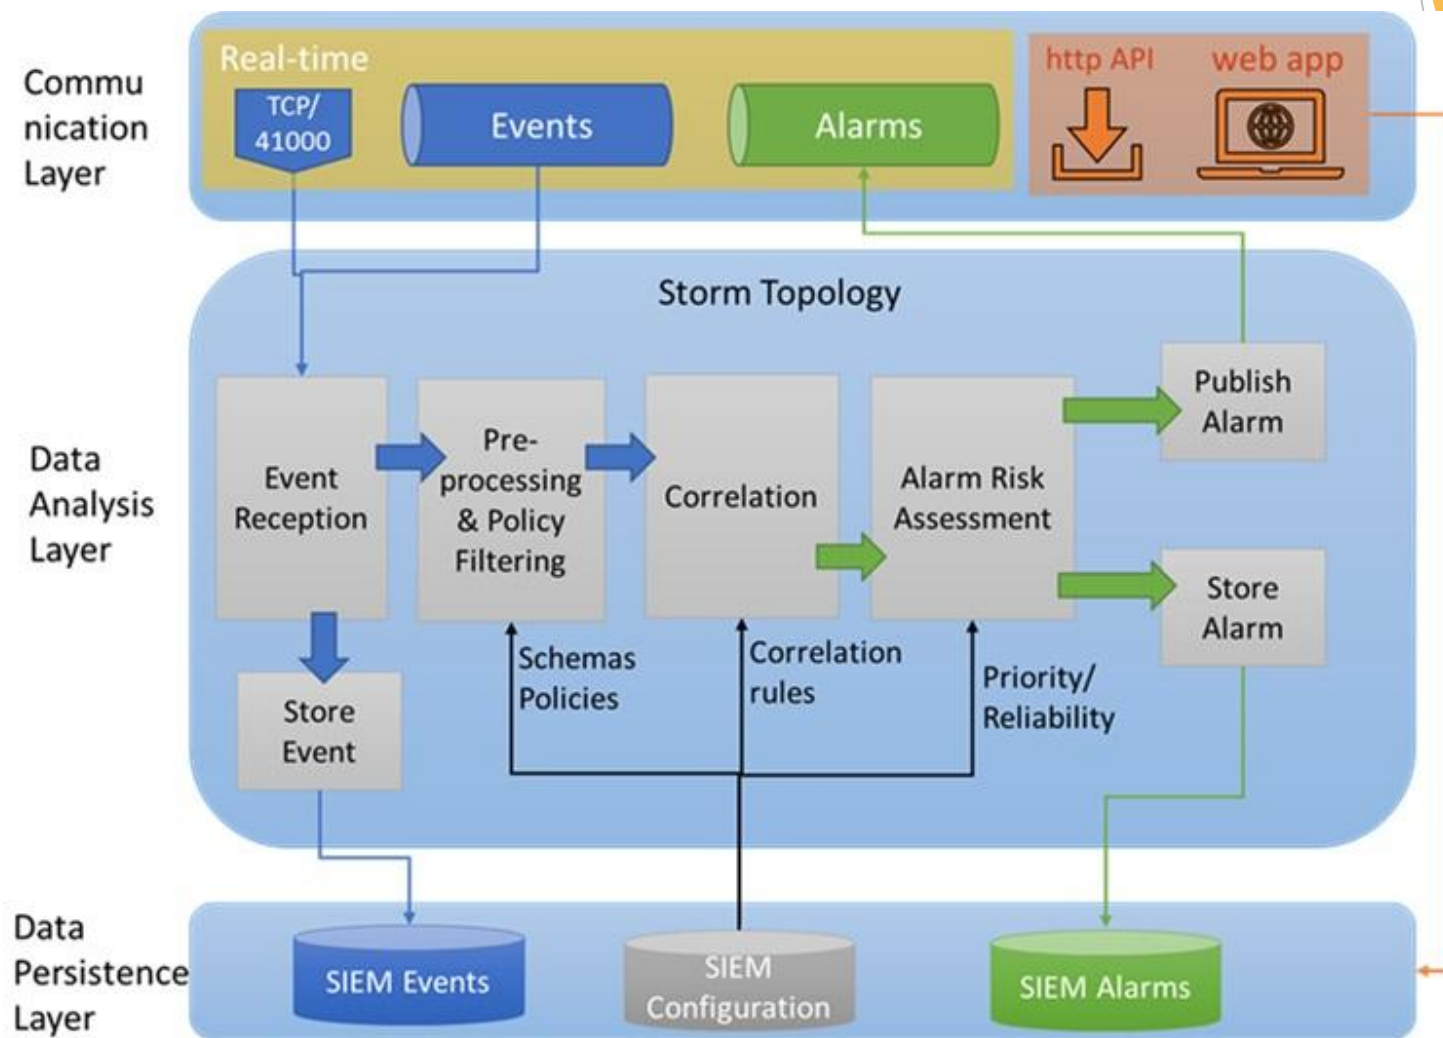 Commu
nication
Layer
Real-time
TCP/
41000
Events
Alarms
http API
web app
Storm Topology
Data
Analysis
Layer
Event
Reception
Pre-
processing
& Policy
Filtering
Correlation
Alarm Risk
Assessment
Publish
Alarm
Store
Alarm
Store
Event
Schemas
Policies
Correlation
rules
Priority/
Reliability
Data
Persistence
Layer
SIEM Events
SIEM
Configuration
SIEM Alarms